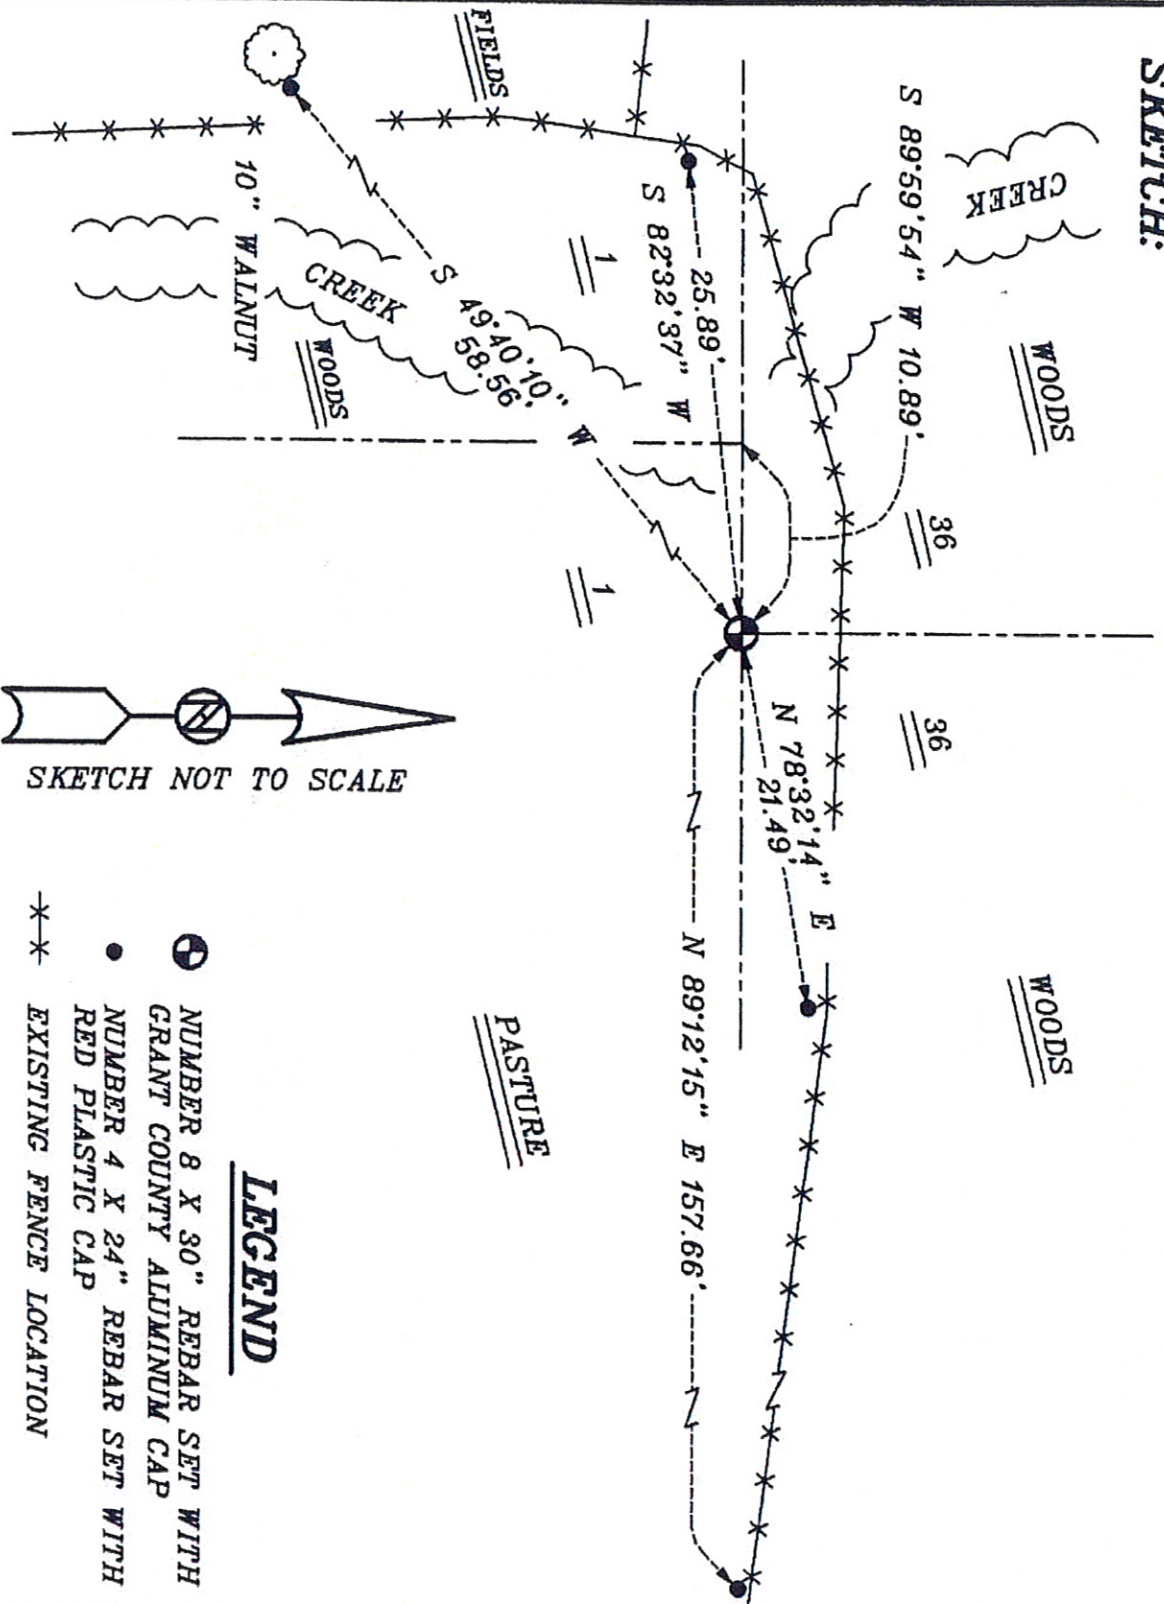 SKETCH:
S 89°59'54" W 10.89'
CREEK
WOODS
WOODS
36
36
FIELDS
1
25.89'
S 82°32'37" W
N 78°32'14" E
21.49'
N 89°12'15" E 157.66'
1
S 49°40'10" W
58.56'
CREEK
WOODS
10" WALNUT
PASTURE
N
SKETCH NOT TO SCALE
LEGEND
NUMBER 8 X 30" REBAR SET WITH
GRANT COUNTY ALUMINUM CAP
NUMBER 4 X 24" REBAR SET WITH
RED PLASTIC CAP
EXISTING FENCE LOCATION